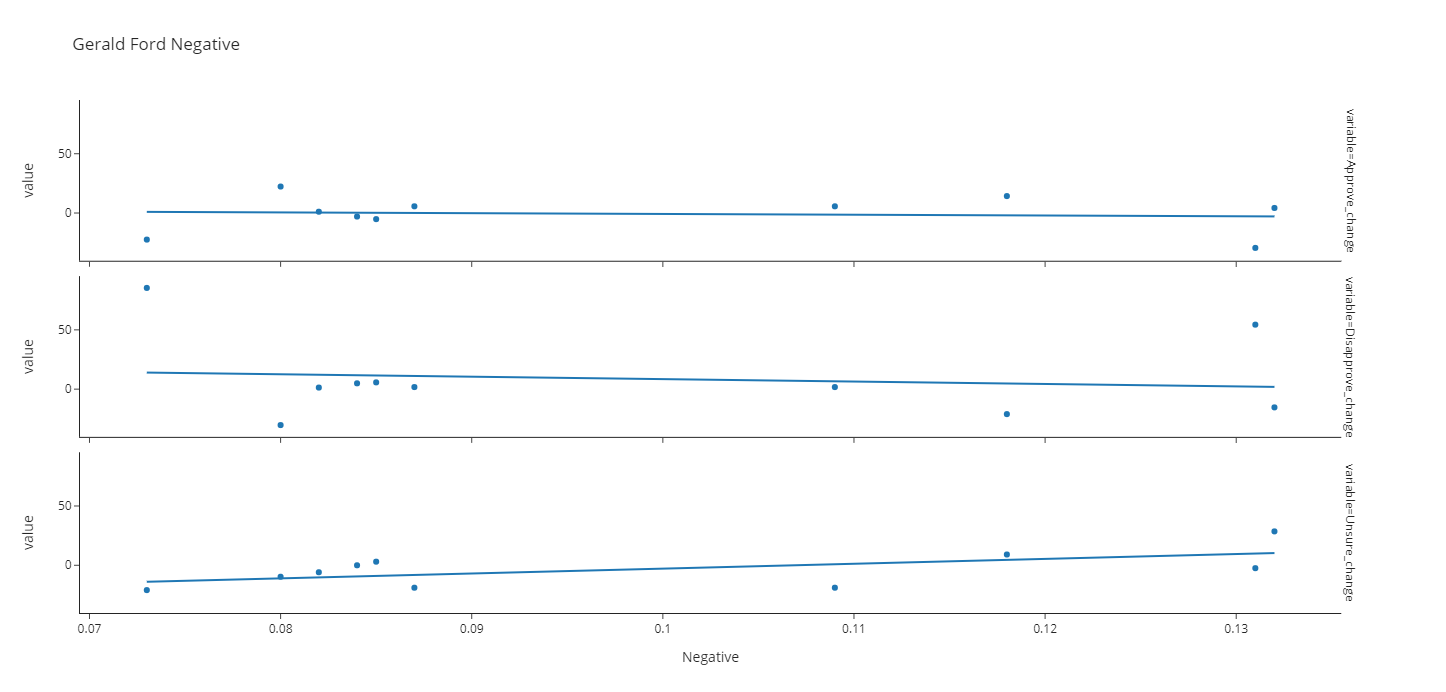 Gerald Ford Negative
50
0
value
variable=Approve_change
50
0
value
variable=Disapprove_change
50
0
value
variable=Unsure_change
0.07 0.08 0.09 0.1 0.11 0.12 0.13
Negative